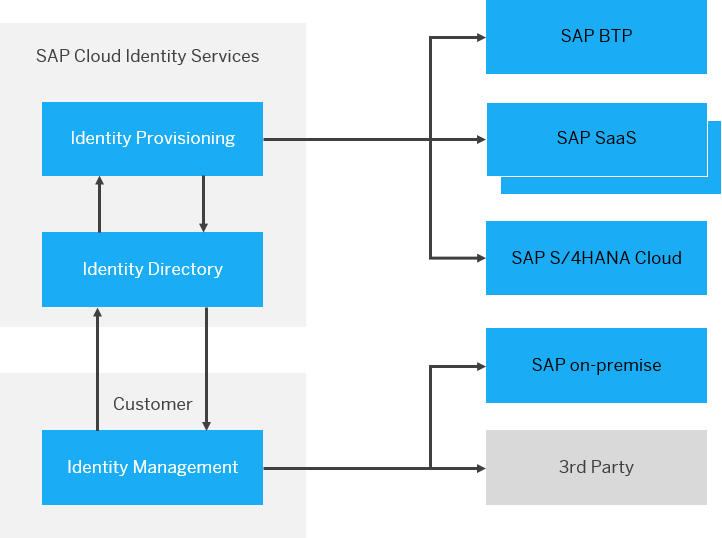 SAP Cloud Identity Services
Identity Provisioning
Identity Directory
Customer
Identity Management
SAP BTP
SAP SaaS
SAP S/4HANA Cloud
SAP on-premise
3rd Party